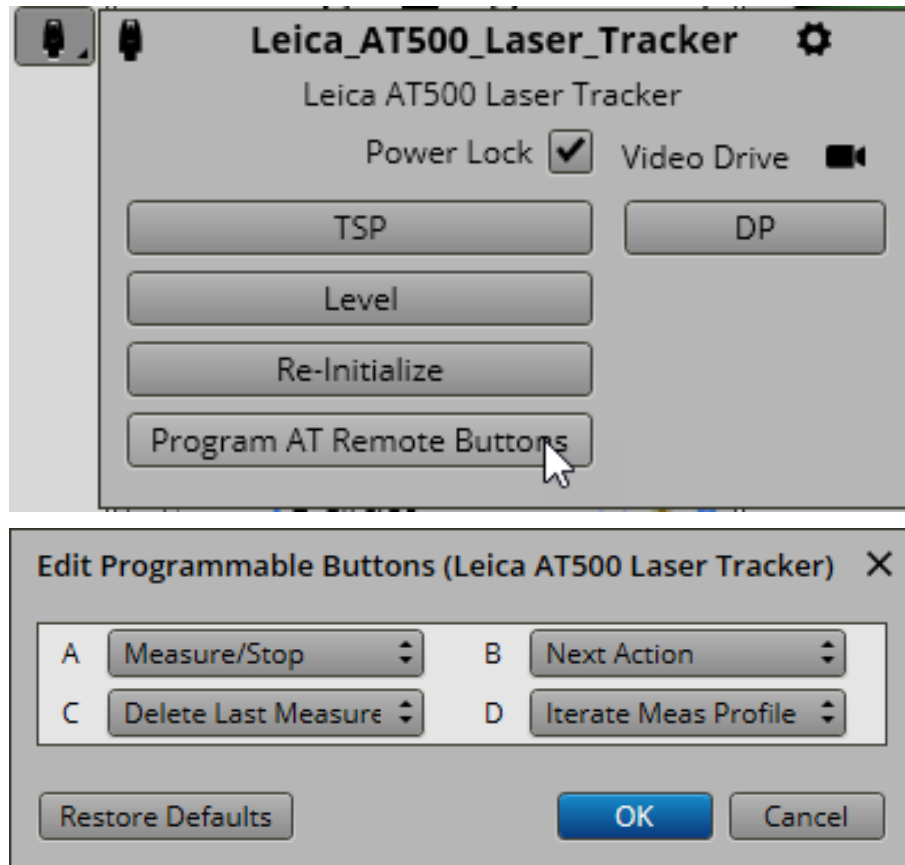 Leica_AT500_Laser_Tracker
Leica AT500 Laser Tracker
Power Lock Video Drive
TSP DP
Level
Re-Initialize
Program AT Remote Buttons
Edit Programmable Buttons (Leica AT500 Laser Tracker)
A Measure/Stop B Next Action
C Delete Last Measure D Iterate Meas Profile
Restore Defaults OK Cancel